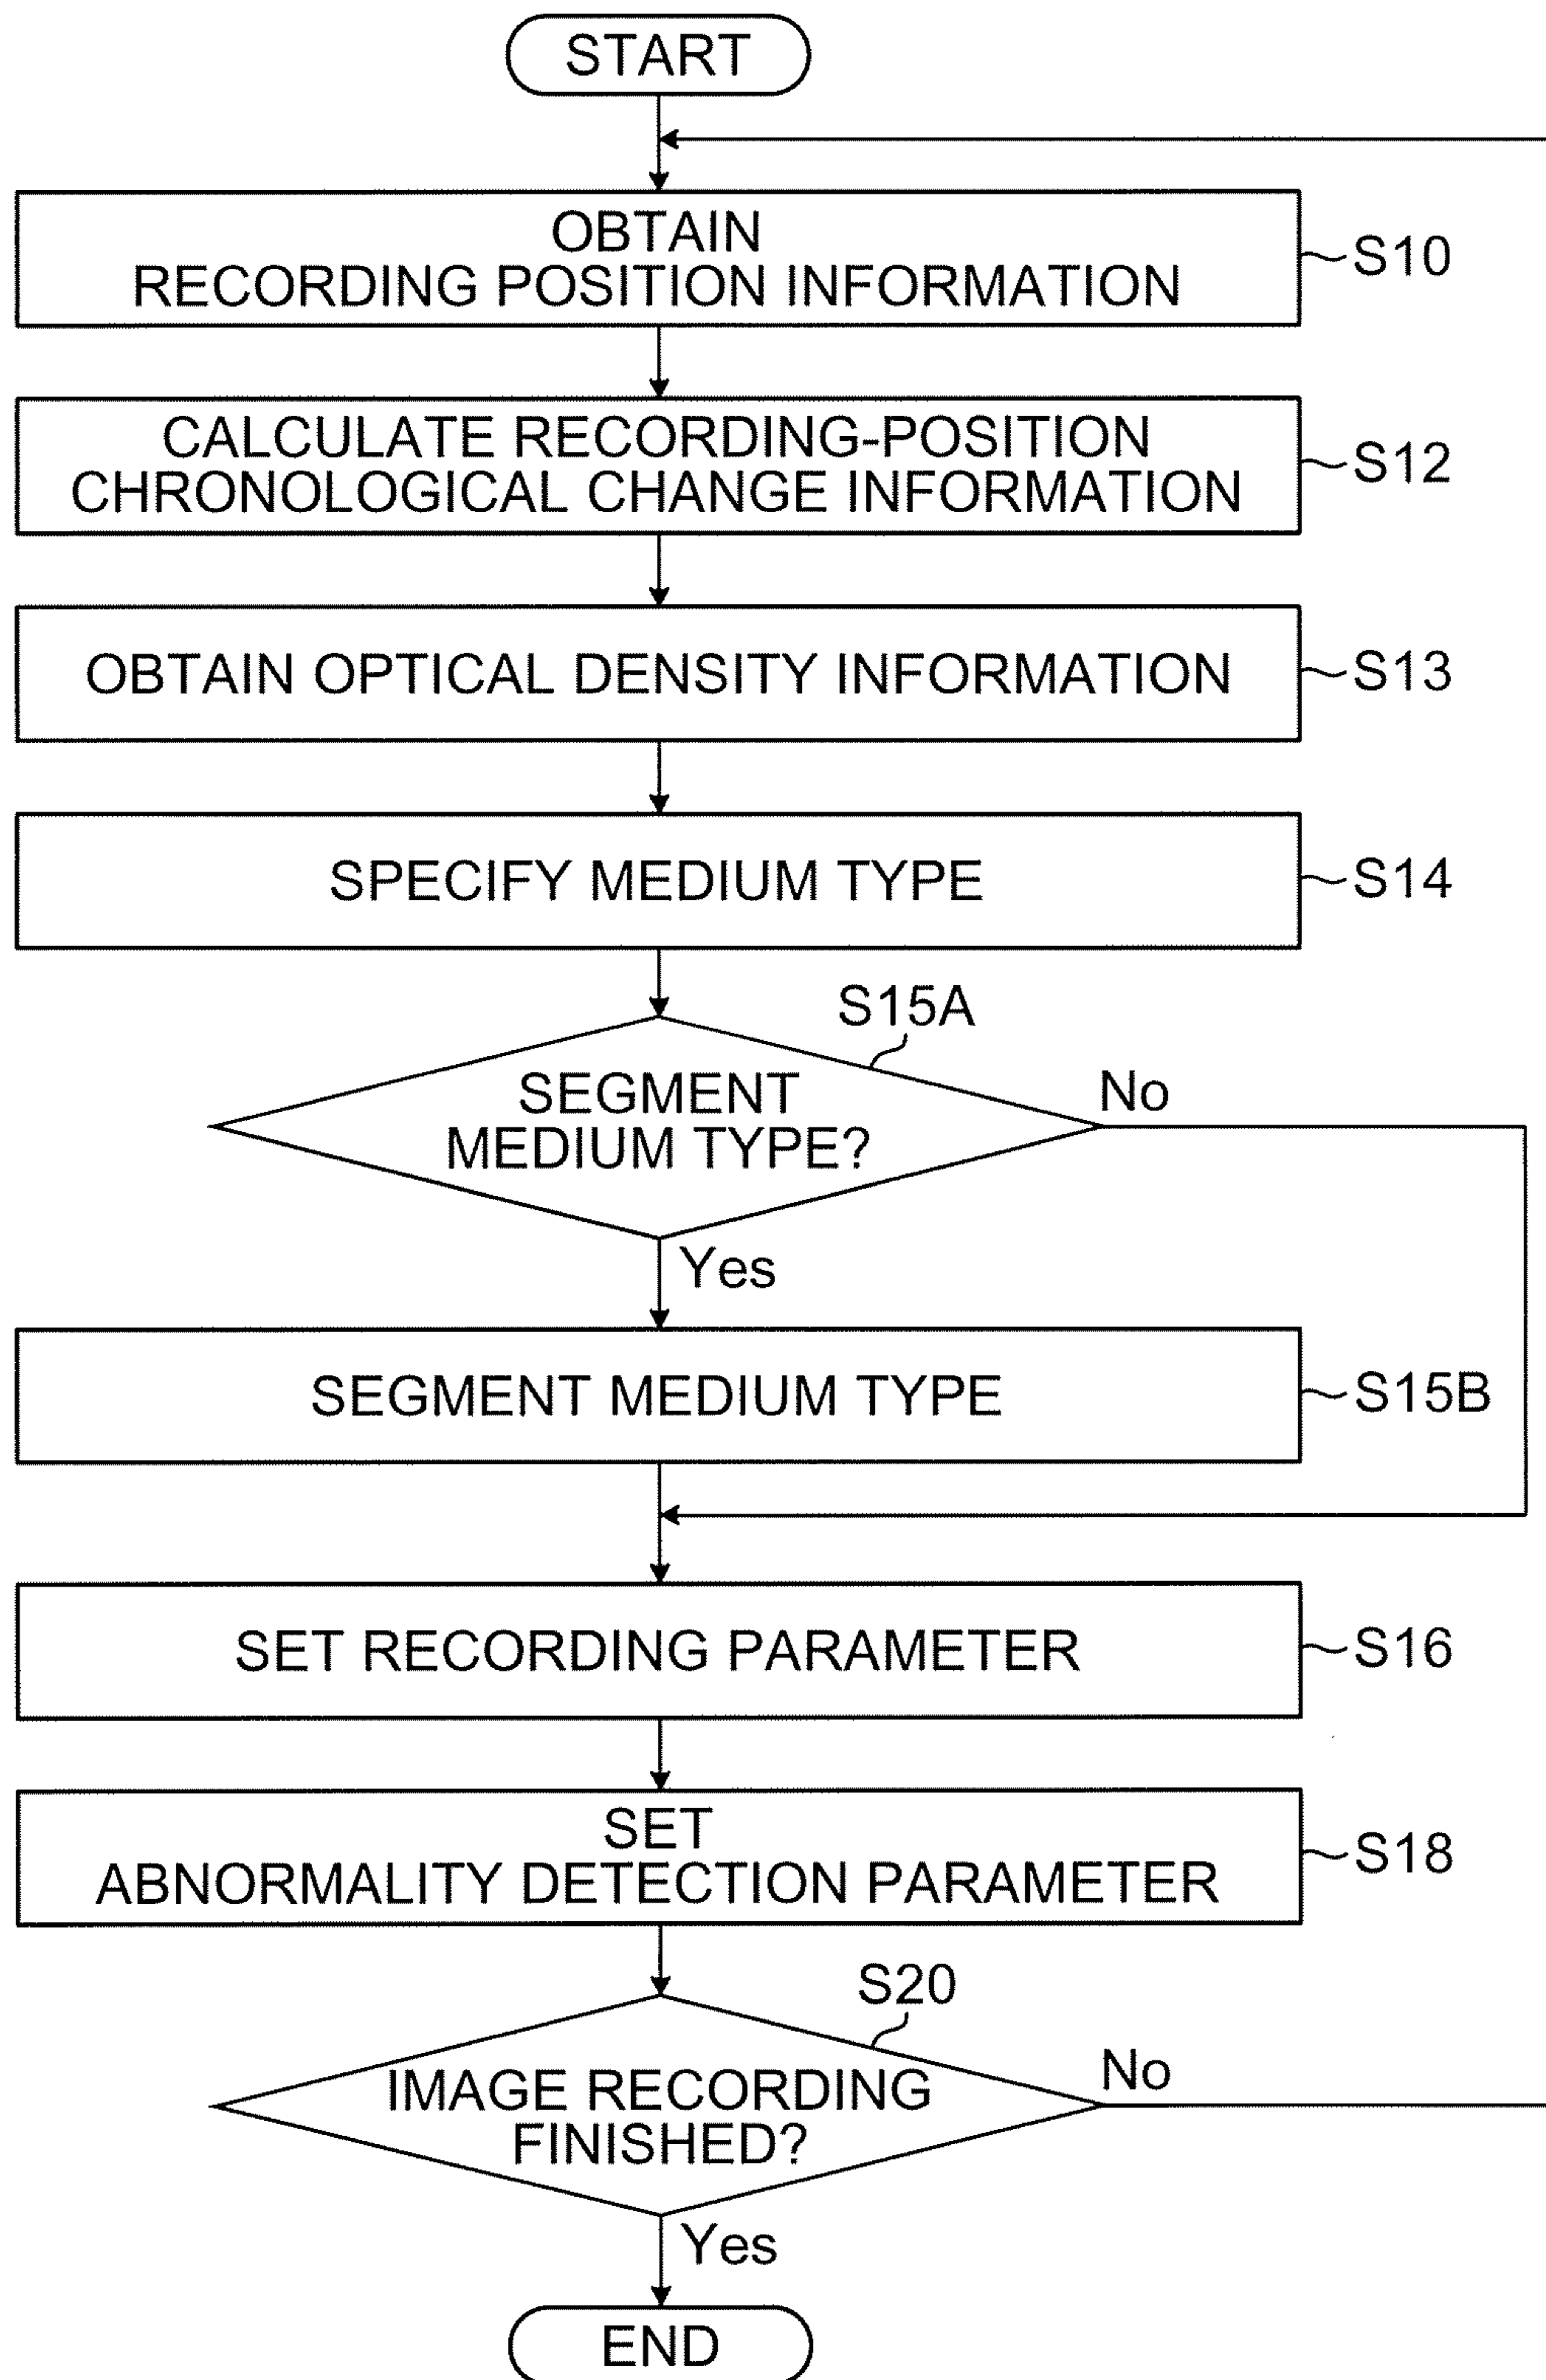 START
OBTAIN
RECORDING POSITION INFORMATION
S10
CALCULATE RECORDING-POSITION
CHRONOLOGICAL CHANGE INFORMATION
S12
OBTAIN OPTICAL DENSITY INFORMATION
S13
SPECIFY MEDIUM TYPE
S14
S15A
SEGMENT
MEDIUM TYPE?
No
Yes
SEGMENT MEDIUM TYPE
S15B
SET RECORDING PARAMETER
S16
SET
ABNORMALITY DETECTION PARAMETER
S18
S20
IMAGE RECORDING
FINISHED?
No
Yes
END